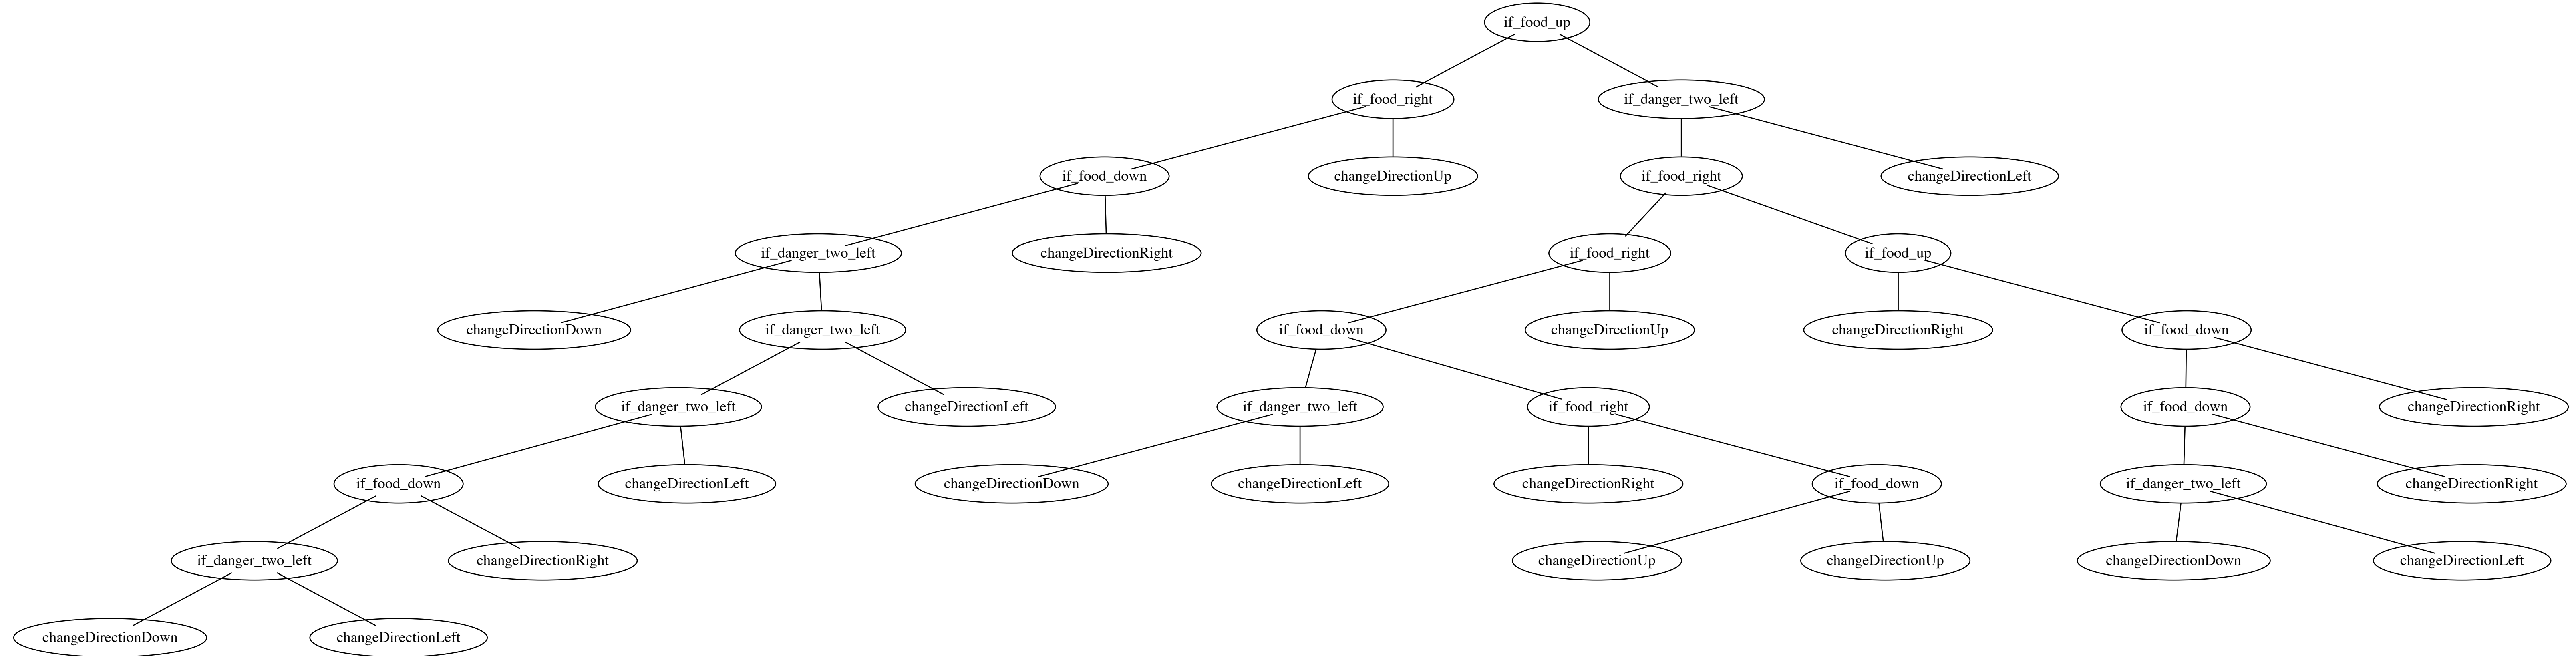 if_food_up
if_food_right
if_danger_two_left
if_food_down
changeDirectionUp
if_food_right
changeDirectionLeft
if_danger_two_left
changeDirectionRight
if_food_right
if_food_up
changeDirectionDown
if_danger_two_left
if_food_down
changeDirectionUp
changeDirectionRight
if_food_down
if_danger_two_left
changeDirectionLeft
if_danger_two_left
if_food_right
if_food_down
changeDirectionRight
if_food_down
changeDirectionLeft
changeDirectionDown
changeDirectionLeft
changeDirectionRight
if_food_down
if_danger_two_left
changeDirectionRight
if_danger_two_left
changeDirectionRight
changeDirectionUp
changeDirectionUp
changeDirectionDown
changeDirectionLeft
changeDirectionDown
changeDirectionLeft